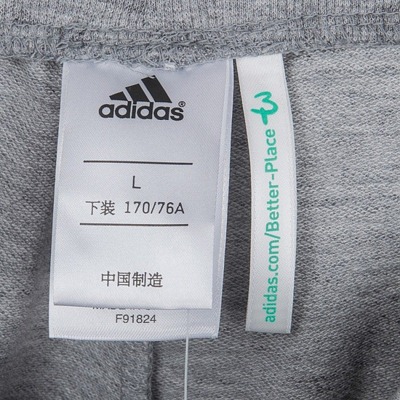 adidas®
L
下装 170/76A
中国制造
F91824
adidas.com/Better-Place